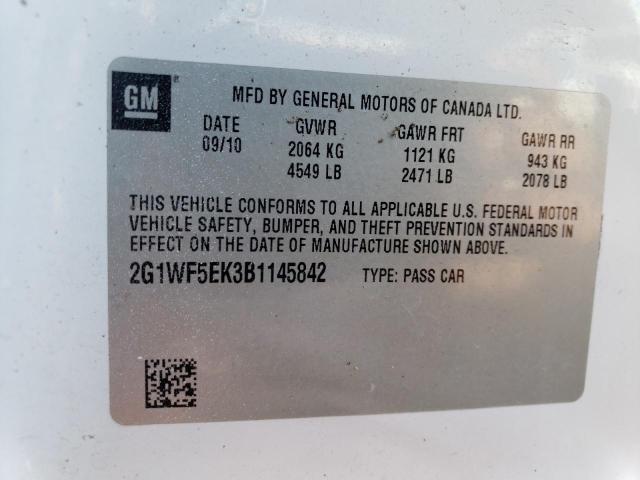 GM
MFD BY GENERAL MOTORS OF CANADA LTD.
DATE GVWR GAWR FRT GAWR RR
09/10 2064 KG 1121 KG 943 KG
4549 LB 2471 LB 2078 LB
THIS VEHICLE CONFORMS TO ALL APPLICABLE U.S. FEDERAL MOTOR
VEHICLE SAFETY, BUMPER, AND THEFT PREVENTION STANDARDS IN
EFFECT ON THE DATE OF MANUFACTURE SHOWN ABOVE.
2G1WF5EK3B1145842 TYPE: PASS CAR